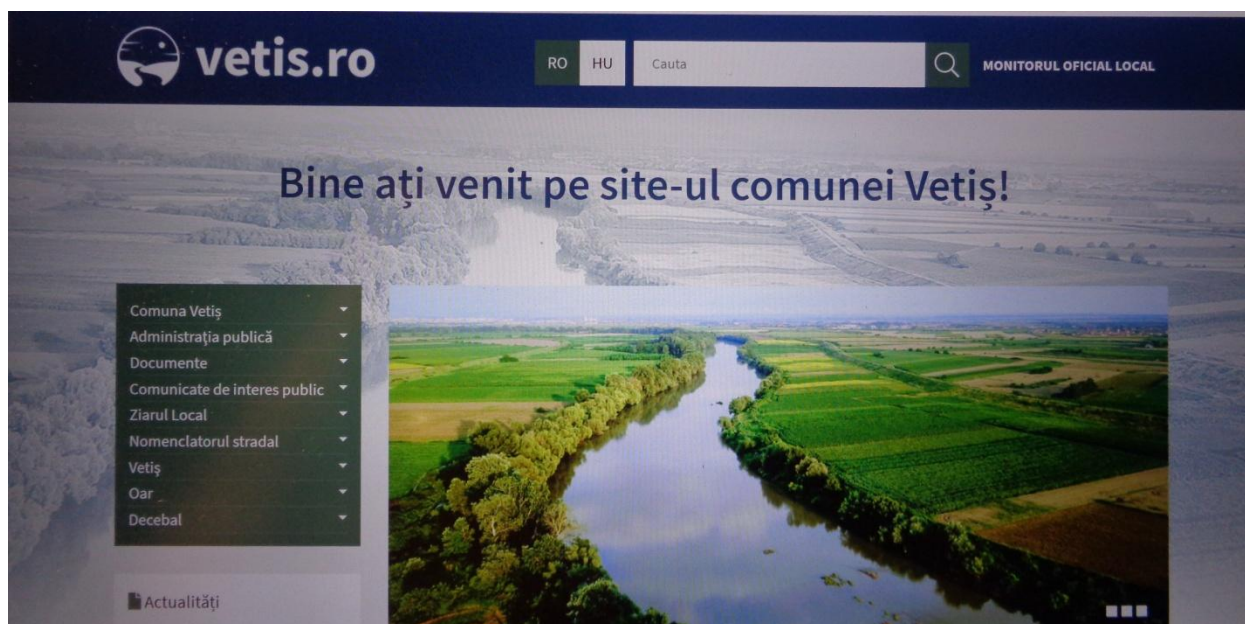 vetis.ro
RO HU Cauta MONITORUL OFICIAL LOCAL
Bine ați venit pe site-ul comunei Vetiș!
Comuna Vetiș
Administrația publică
Documente
Comunicate de interes public
Ziarul Local
Nomenclatorul stradal
Vetiș
Oar
Decebal
Actualități